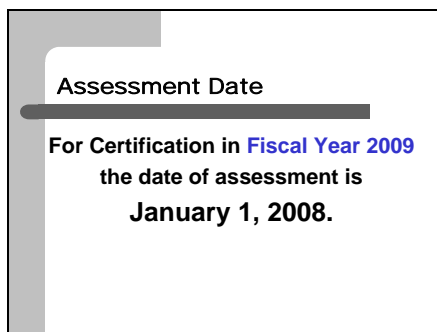 Assessment Date
For Certification in Fiscal Year 2009
the date of assessment is
January 1, 2008.